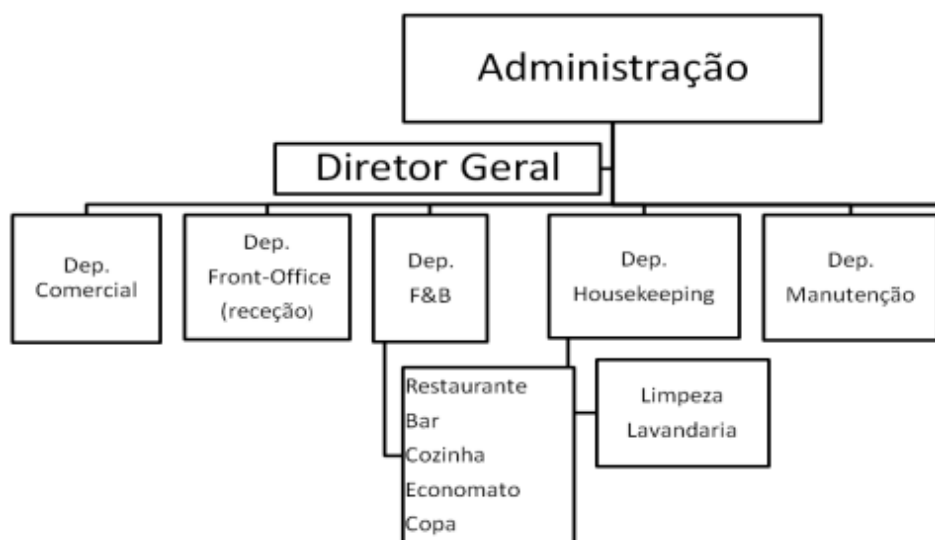 Administração
Diretor Geral
Dep.
Comercial
Dep.
Front-Office
(receção)
Dep.
F&B
Dep.
Housekeeping
Dep.
Manutenção
Restaurante
Bar
Cozinha
Economato
Copa
Limpeza
Lavandaria